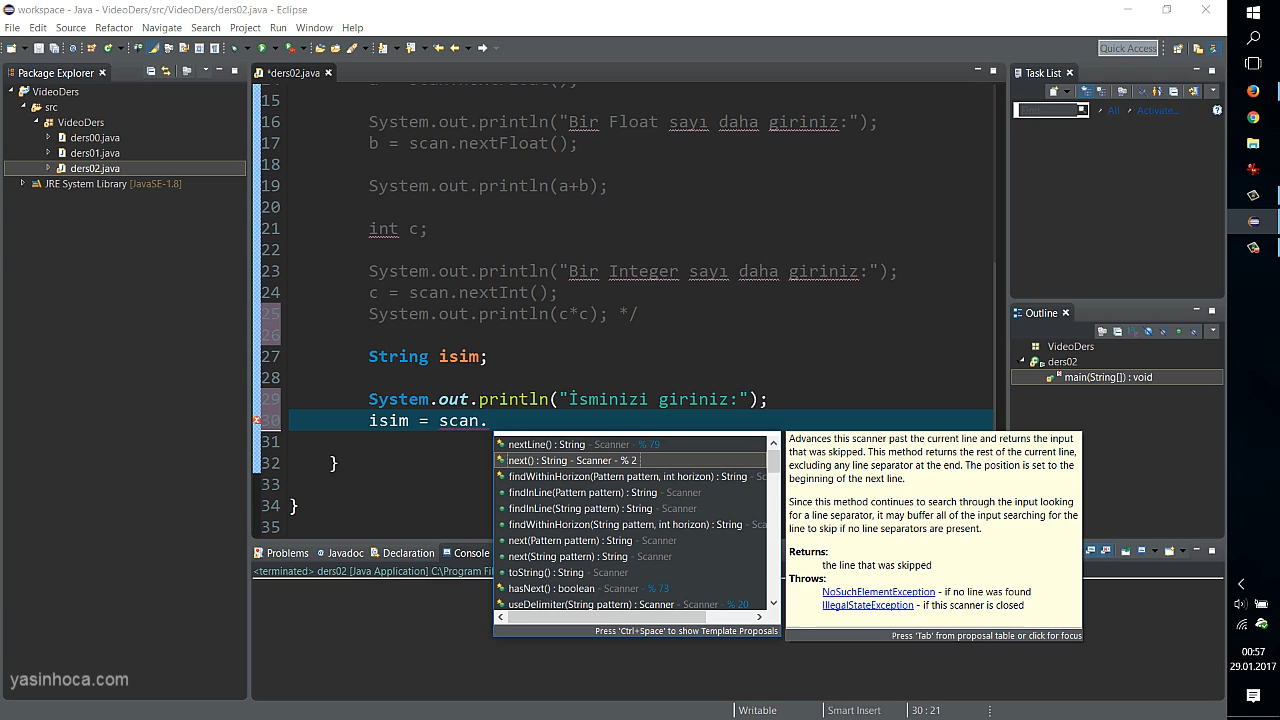 workspace - Java - VideoDers/src/VideoDers/ders02.java - Eclipse
File Edit Source Refactor Navigate Search Project Run Window Help
Quick Access
Package Explorer
VideoDers
src
VideoDers
ders00.java
ders01.java
ders02.java
JRE System Library [JavaSE-1.8]
*ders02.java
15
16 System.out.println("Bir Float sayı daha giriniz:");
17 b = scan.nextFloat();
18
19 System.out.println(a+b);
20
21 int c;
22
23 System.out.println("Bir Integer sayı daha giriniz:");
24 c = scan.nextInt();
25 System.out.println(c*c); */
26
27 String isim;
28
29 System.out.println("İsminizi giriniz:");
30 isim = scan.
31
32 }
33
34 }
35
nextLine() : String - Scanner - % 79
next() : String - Scanner - % 2
findWithinHorizon(Pattern pattern, int horizon) : String - Sca
findInLine(Pattern pattern) : String - Scanner
findInLine(String pattern) : String - Scanner
findWithinHorizon(String pattern, int horizon) : String - Sca
next(Pattern pattern) : String - Scanner
next(String pattern) : String - Scanner
toString() : String - Scanner
hasNext() : boolean - Scanner - % 73
useDelimiter(String pattern) : Scanner - Scanner - % 20
Press 'Ctrl+Space' to show Template Proposals
Advances this scanner past the current line and returns the input
that was skipped. This method returns the rest of the current line,
excluding any line separator at the end. The position is set to the
beginning of the next line.
Since this method continues to search through the input looking
for a line separator, it may buffer all of the input searching for the
line to skip if no line separators are present.
Returns:
the line that was skipped
Throws:
NoSuchElementException - if no line was found
IllegalStateException - if this scanner is closed
Press 'Tab' from proposal table or click for focus
Problems Javadoc Declaration Console
<terminated> ders02 [Java Application] C:\Program Fi
Task List
Find
All Activate...
Outline
VideoDers
ders02
main(String[]) : void
Writable Smart Insert 30 : 21
yasinhoca.com
00:57
29.01.2017